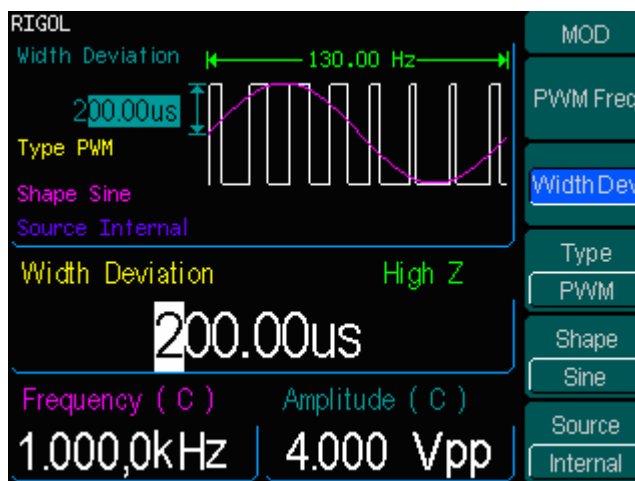 RIGOL
Width Deviation
130.00 Hz
200.00us
Type PWM
Shape Sine
Source Internal
Width Deviation
High Z
200.00us
Frequency ( C )
Amplitude ( C )
1.000,0kHz
4.000 Vpp
MOD
PWM Freq
Width Dev
Type
PWM
Shape
Sine
Source
Internal